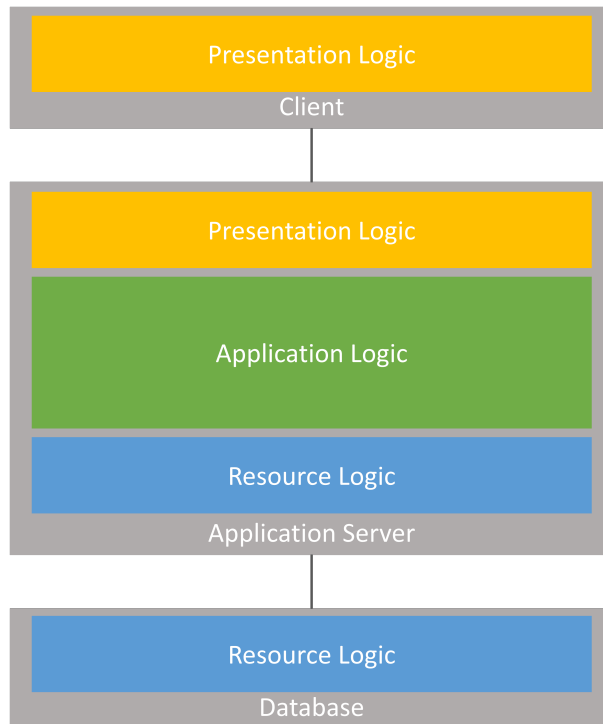 Presentation Logic
Client
Presentation Logic
Application Logic
Resource Logic
Application Server
Resource Logic
Database